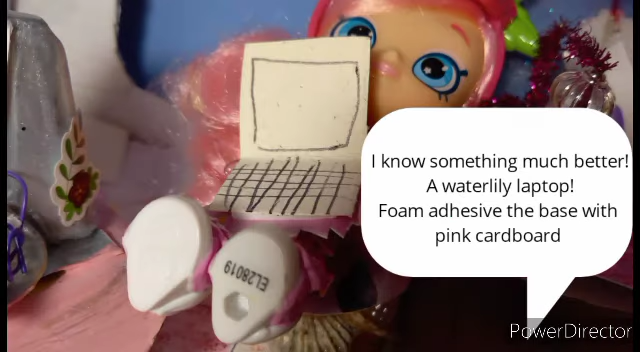 I know something much better!
A waterlily laptop!
Foam adhesive the base with
pink cardboard
EL28019
PowerDirector